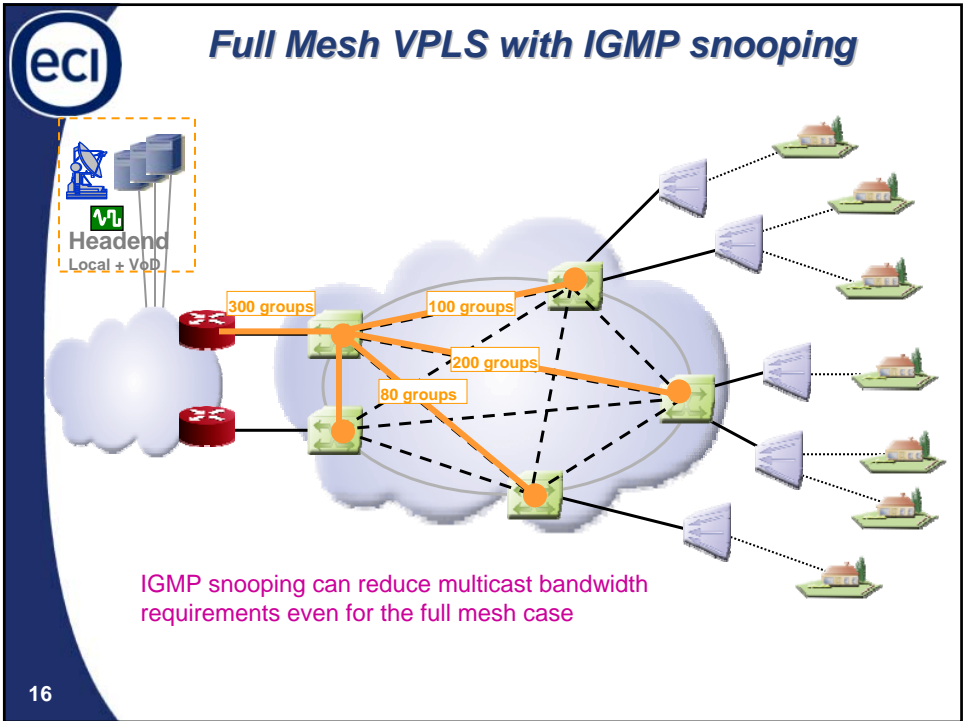 eci
Full Mesh VPLS with IGMP snooping
Headend
Local + VoD
300 groups
100 groups
200 groups
80 groups
IGMP snooping can reduce multicast bandwidth
requirements even for the full mesh case
16